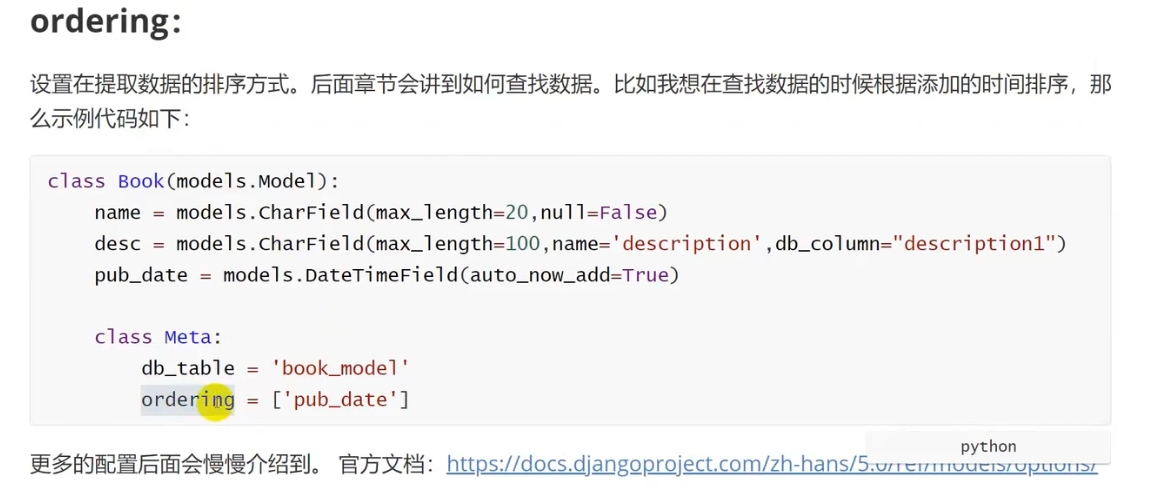 ordering:
设置在提取数据的排序方式。后面章节会讲到如何查找数据。比如我想在查找数据的时候根据添加的时间排序，那
么示例代码如下：
class Book(models.Model):
    name = models.CharField(max_length=20,null=False)
    desc = models.CharField(max_length=100,name='description',db_column="description1")
    pub_date = models.DateTimeField(auto_now_add=True)
    class Meta:
        db_table = 'book_model'
        ordering = ['pub_date']
python
更多的配置后面会慢慢介绍到。 官方文档：https://docs.djangoproject.com/zh-hans/5.0/ref/models/options/